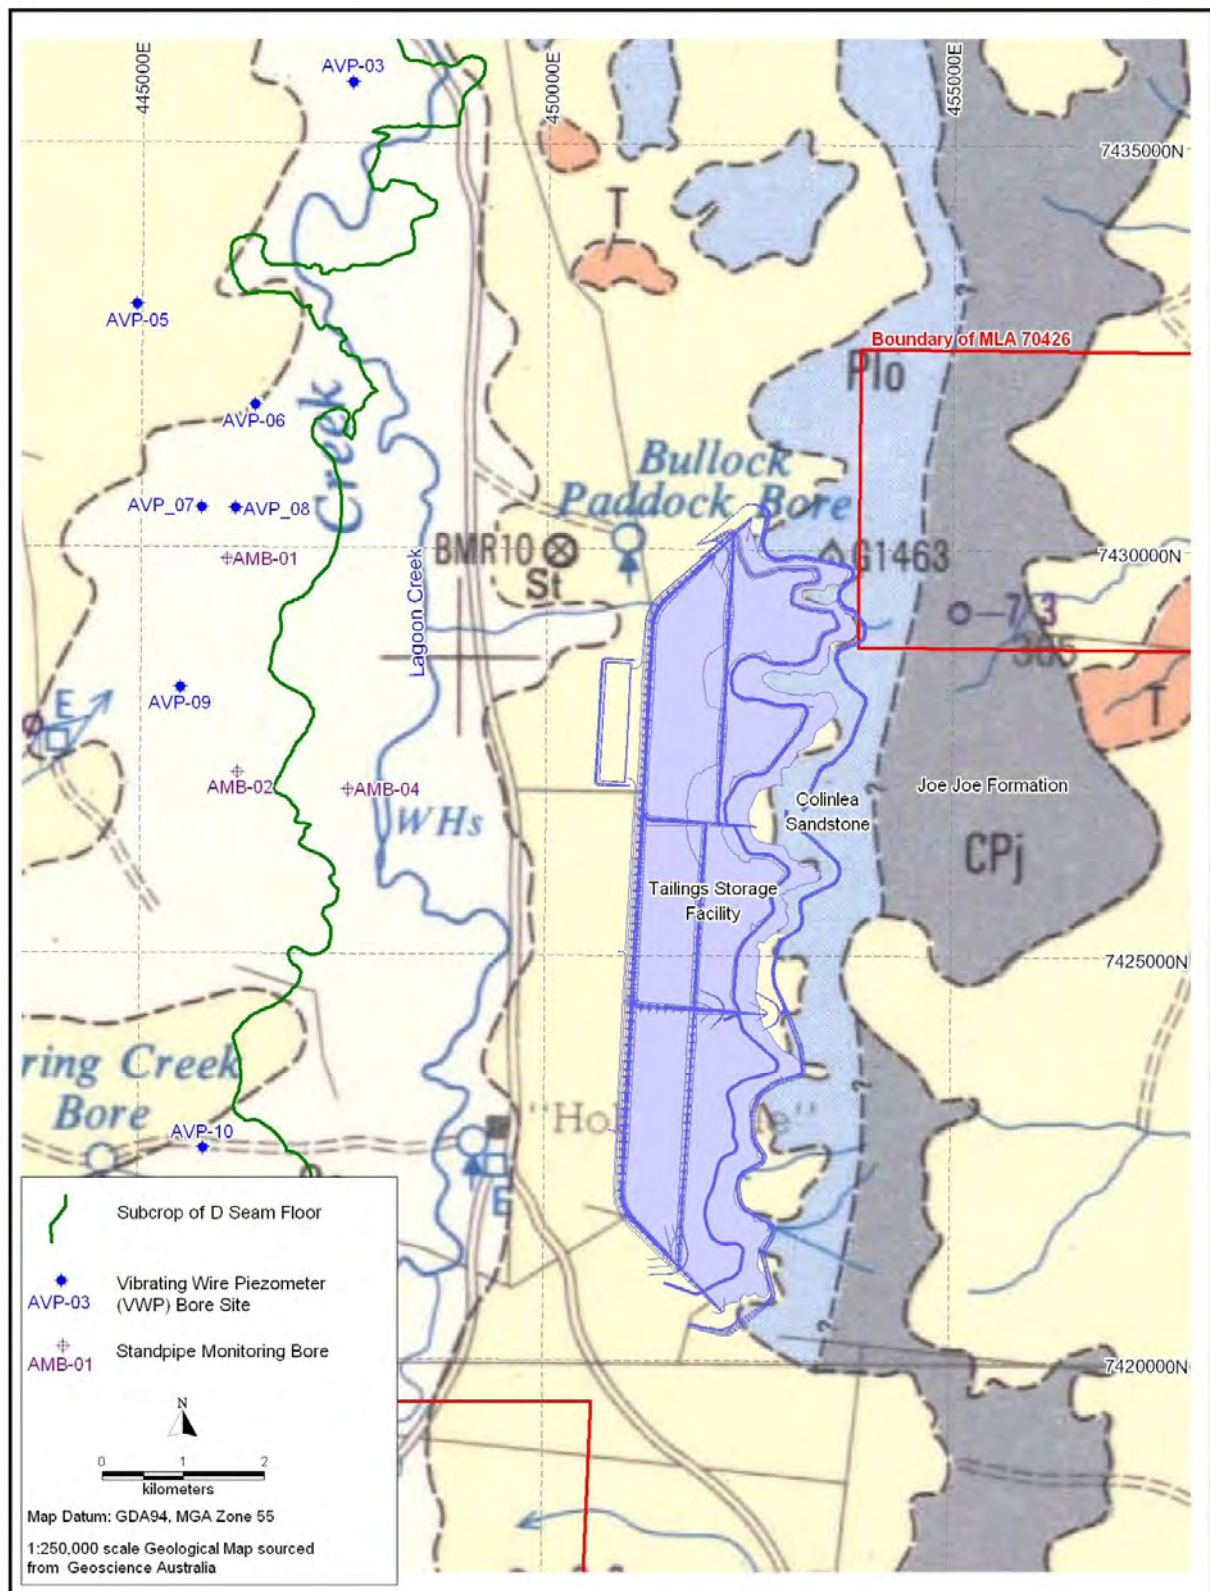 AVP-03
445000E
450000E
455000E
7435000N
T
AVP-05
Boundary of MLA 70426
Plo
AVP-06
Creek
Bullock
Paddock Bore
AVP_07
AVP_08
AMB-01
BMR10
St
G1463
7430000N
Lagoon Creek
7/3
365
AVP-09
E
T
AMB-02
AMB-04
WHs
Colinlea
Sandstone
Joe Joe Formation
CPj
Tailings Storage
Facility
7425000N
ring Creek
Bore
AVP-10
E
7420000N
Subcrop of D Seam Floor
AVP-03
Vibrating Wire Piezometer
(VWP) Bore Site
AMB-01
Standpipe Monitoring Bore
N
0 1 2
kilometers
Map Datum: GDA94, MGA Zone 55
1:250,000 scale Geological Map sourced
from Geoscience Australia
?
?
?
?
?